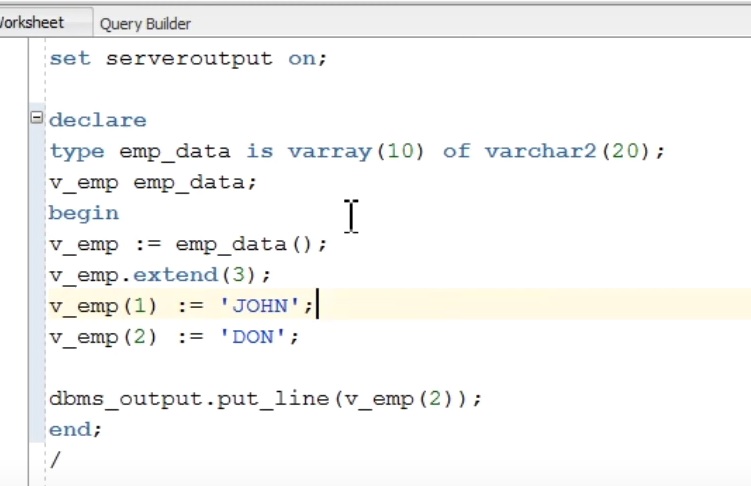 Worksheet Query Builder
set serveroutput on;
declare
type emp_data is varray(10) of varchar2(20);
v_emp emp_data;
begin
v_emp := emp_data();
v_emp.extend(3);
v_emp(1) := 'JOHN';
v_emp(2) := 'DON';
dbms_output.put_line(v_emp(2));
end;
/